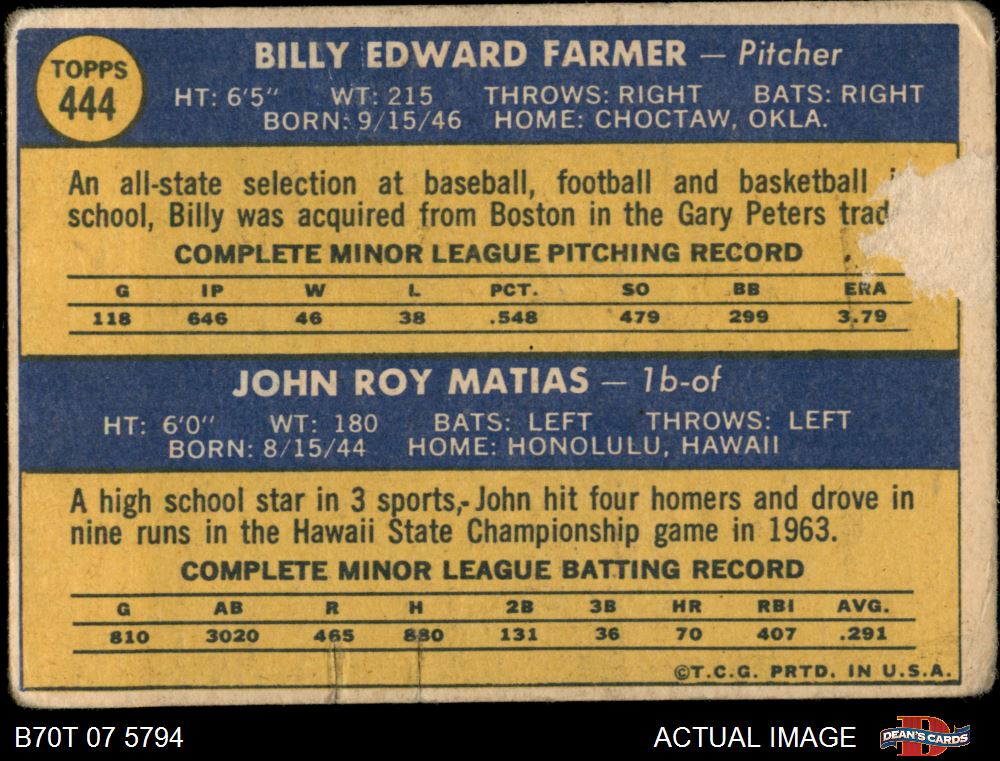 TOPPS
444
BILLY EDWARD FARMER — Pitcher
HT: 6'5" WT: 215 THROWS: RIGHT BATS: RIGHT
BORN: 9/15/46 HOME: CHOCTAW, OKLA.
An all-state selection at baseball, football and basketball
school, Billy was acquired from Boston in the Gary Peters
COMPLETE MINOR LEAGUE PITCHING RECORD
G IP W L PCT. SO BB ERA
118 646 46 38 .548 479 299 3.79
JOHN ROY MATIAS — 1b-of
HT: 6'0" WT: 180 BATS: LEFT THROWS: LEFT
BORN: 8/15/44 HOME: HONOLULU, HAWAII
A high school star in 3 sports, John hit four homers and drove in
nine runs in the Hawaii State Championship game in 1963.
COMPLETE MINOR LEAGUE BATTING RECORD
G AB R H 2B 3B HR RBI AVG.
810 3020 465 880 131 36 70 407 .291
©T.C.G. PRTD. IN U.S.A.
B70T 07 5794 ACTUAL IMAGE DEAN'S CARDS